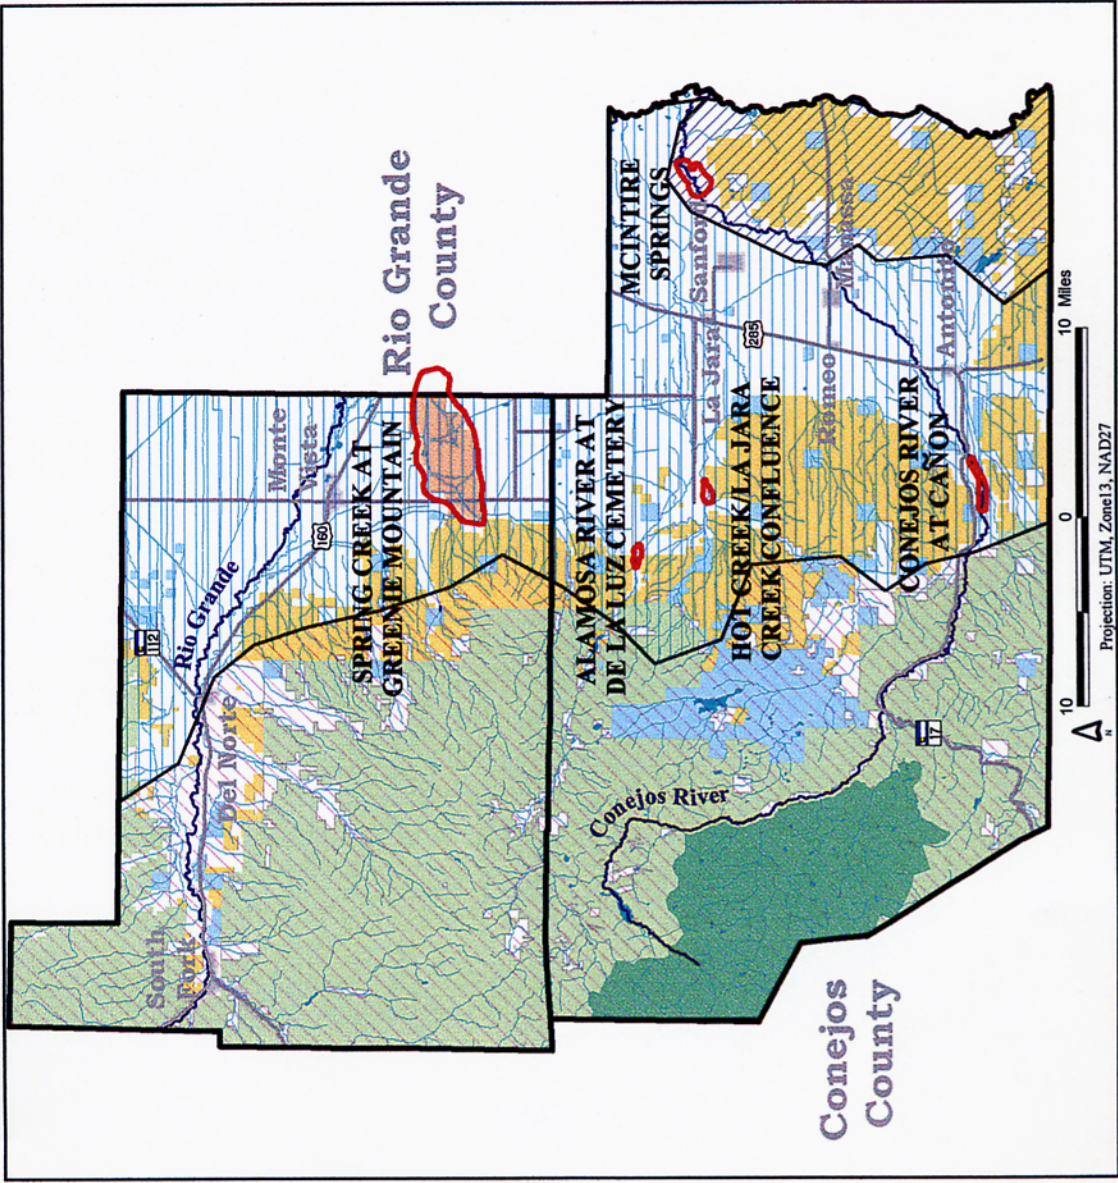 Rio Grande
County
South
Fork
Del Norte
Rio Grande
112
Monte
Vista
160
SPRING CREEK AT
GREENIE MOUNTAIN
Conejos
County
Conejos River
ALAMOSA RIVER AT
DE LA LUZ CEMETERY
MCINTIRE
SPRINGS
Sanford
La Jara
285
HOT CREEK/LA JARA
CREEK CONFLUENCE
Romeo
Manassa
CONEJOS RIVER
AT CAÑON
Antonito
17
N
10 0 10 Miles
Projection: UTM, Zone13, NAD27